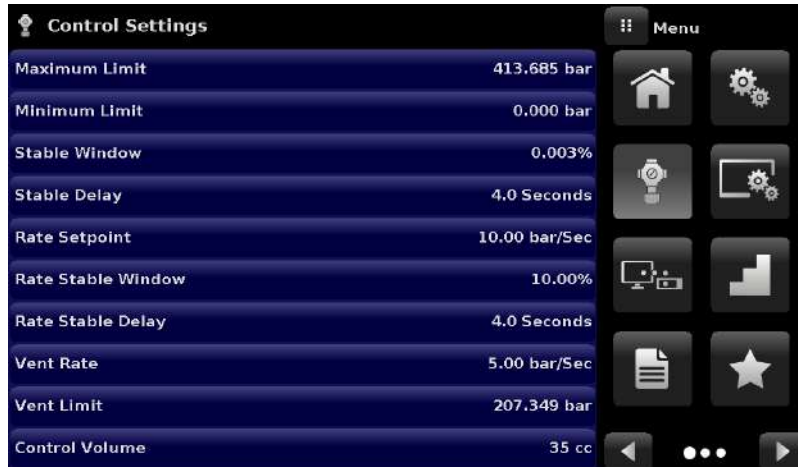 Control Settings
Menu
Maximum Limit 413.685 bar
Minimum Limit 0.000 bar
Stable Window 0.003%
Stable Delay 4.0 Seconds
Rate Setpoint 10.00 bar/Sec
Rate Stable Window 10.00%
Rate Stable Delay 4.0 Seconds
Vent Rate 5.00 bar/Sec
Vent Limit 207.349 bar
Control Volume 35 cc